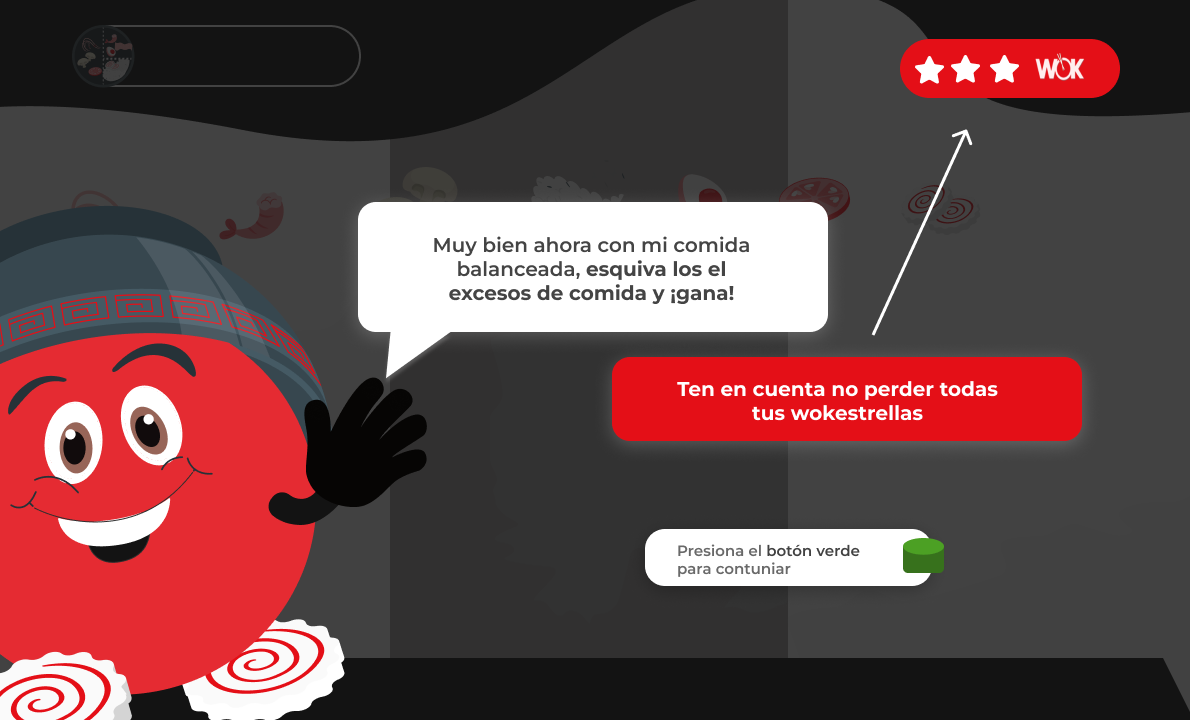 WOK
Muy bien ahora con mi comida
balanceada, esquiva los el
excesos de comida y ¡gana!
Ten en cuenta no perder todas
tus wokestrellas
Presiona el botón verde
para contuniar